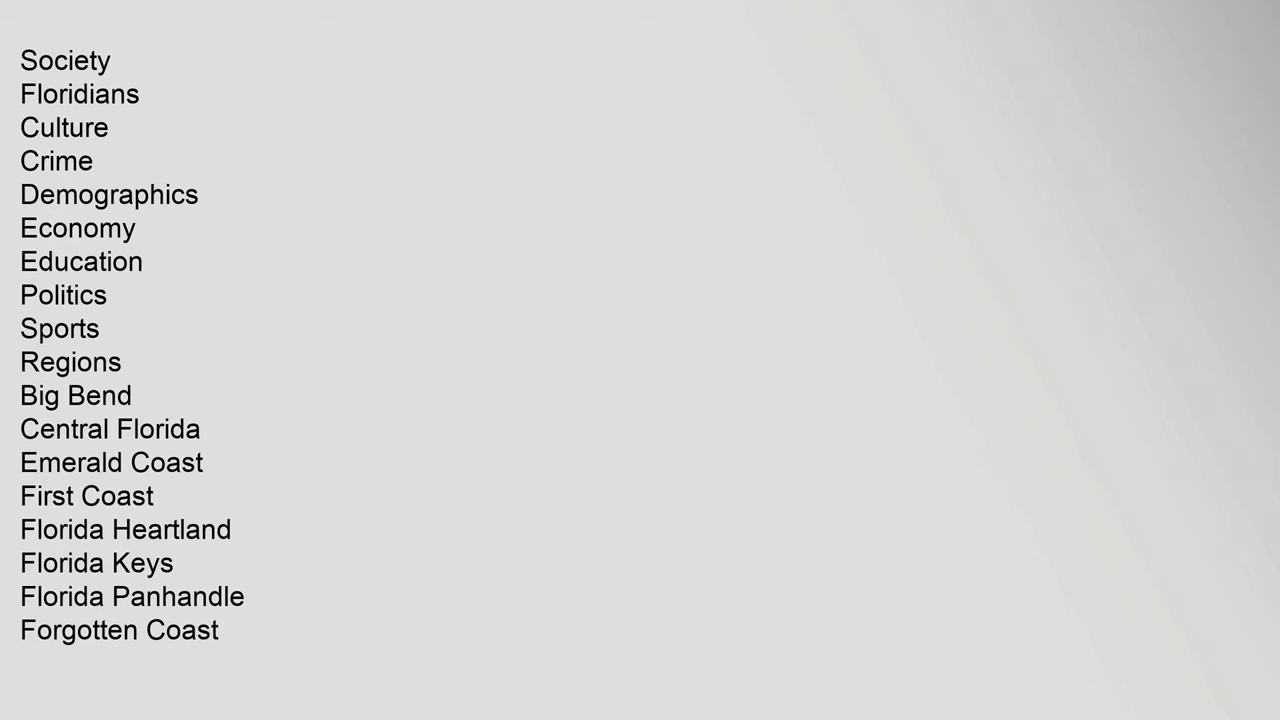 Society
Floridians
Culture
Crime
Demographics
Economy
Education
Politics
Sports
Regions
Big Bend
Central Florida
Emerald Coast
First Coast
Florida Heartland
Florida Keys
Florida Panhandle
Forgotten Coast